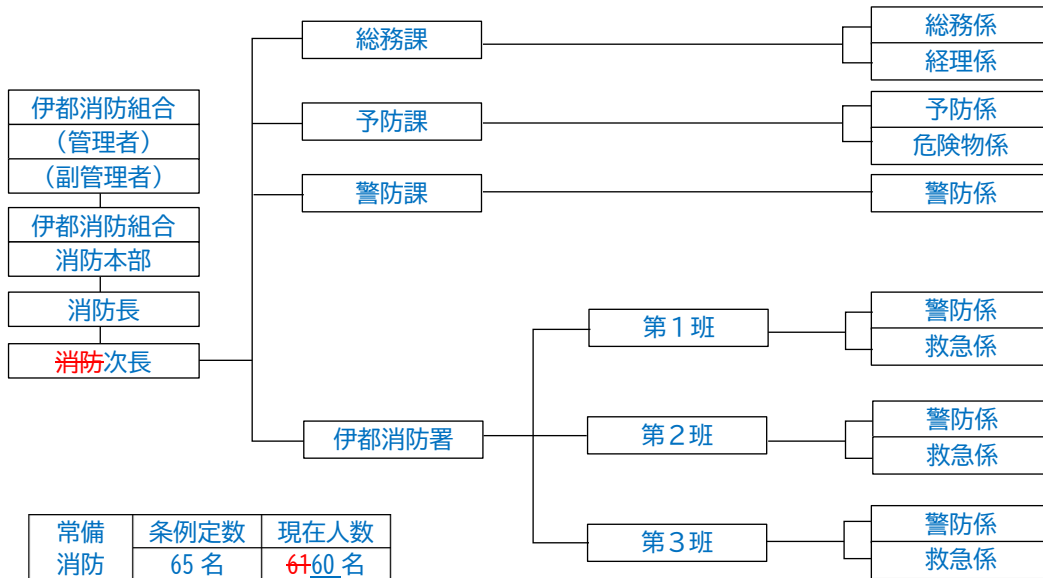 伊都消防組合
（管理者）
（副管理者）
伊都消防組合
消防本部
消防長
消防次長
総務課
総務係
経理係
予防課
予防係
危険物係
警防課
警防係
伊都消防署
第１班
警防係
救急係
第２班
警防係
救急係
第３班
警防係
救急係
常備 条例定数 現在人数
消防 65 名 6160 名